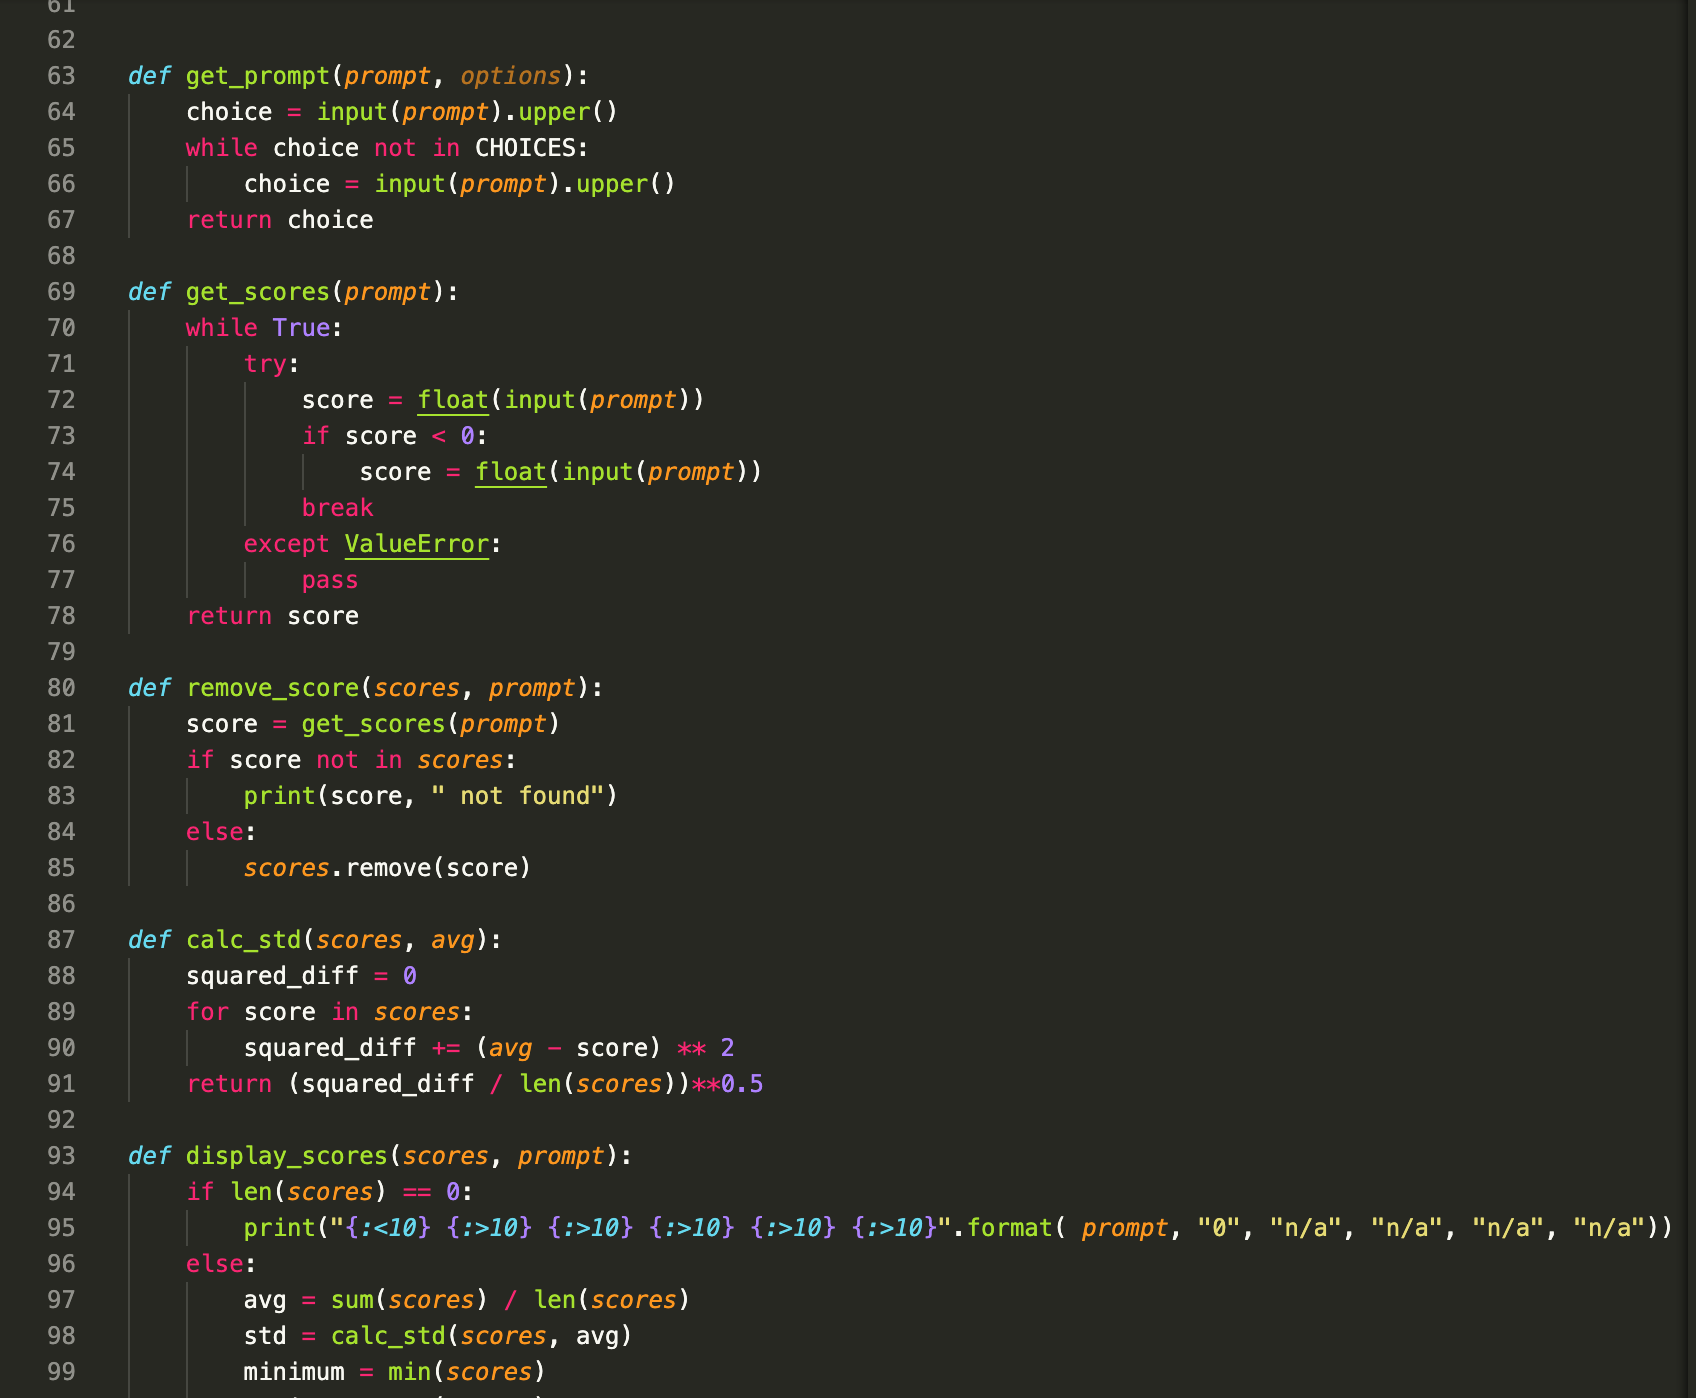 61
62
63 def get_prompt(prompt, options):
64     choice = input(prompt).upper()
65     while choice not in CHOICES:
66         choice = input(prompt).upper()
67     return choice
68
69 def get_scores(prompt):
70     while True:
71         try:
72             score = float(input(prompt))
73             if score < 0:
74                 score = float(input(prompt))
75             break
76         except ValueError:
77             pass
78     return score
79
80 def remove_score(scores, prompt):
81     score = get_scores(prompt)
82     if score not in scores:
83         print(score, " not found")
84     else:
85         scores.remove(score)
86
87 def calc_std(scores, avg):
88     squared_diff = 0
89     for score in scores:
90         squared_diff += (avg - score) ** 2
91     return (squared_diff / len(scores))**0.5
92
93 def display_scores(scores, prompt):
94     if len(scores) == 0:
95         print("{:<10} {:>10} {:>10} {:>10} {:>10} {:>10}".format( prompt, "0", "n/a", "n/a", "n/a", "n/a"))
96     else:
97         avg = sum(scores) / len(scores)
98         std = calc_std(scores, avg)
99         minimum = min(scores)